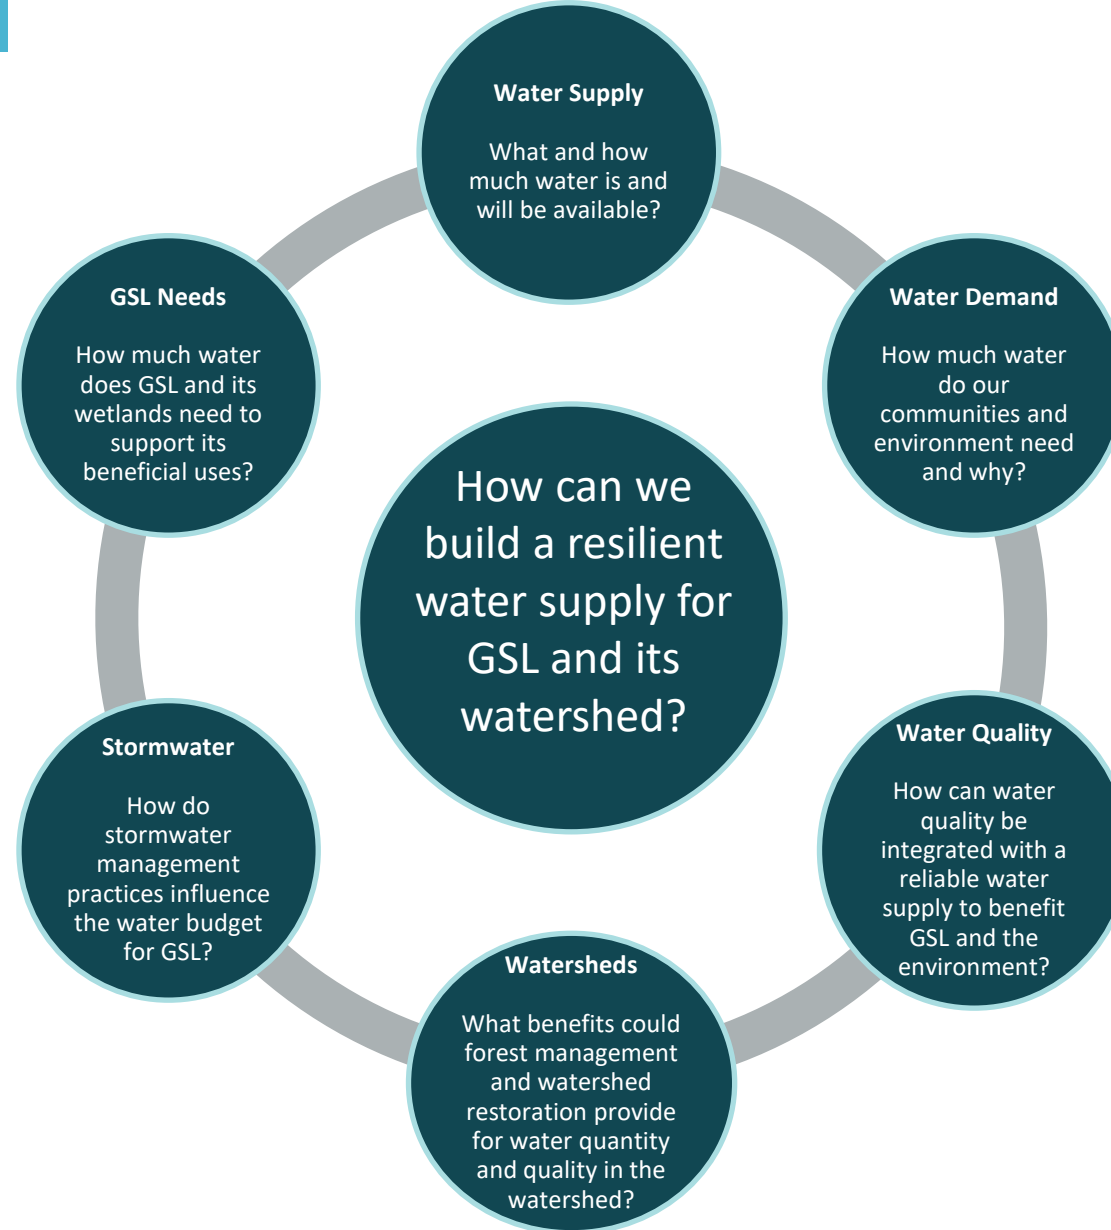 Water Supply
What and how
much water is and
will be available?
Water Demand
How much water
do our
communities and
environment need
and why?
Water Quality
How can water
quality be
integrated with a
reliable water
supply to benefit
GSL and the
environment?
Watersheds
What benefits could
forest management
and watershed
restoration provide
for water quantity
and quality in the
watershed?
Stormwater
How do
stormwater
management
practices influence
the water budget
for GSL?
GSL Needs
How much water
does GSL and its
wetlands need to
support its
beneficial uses?
How can we
build a resilient
water supply for
GSL and its
watershed?